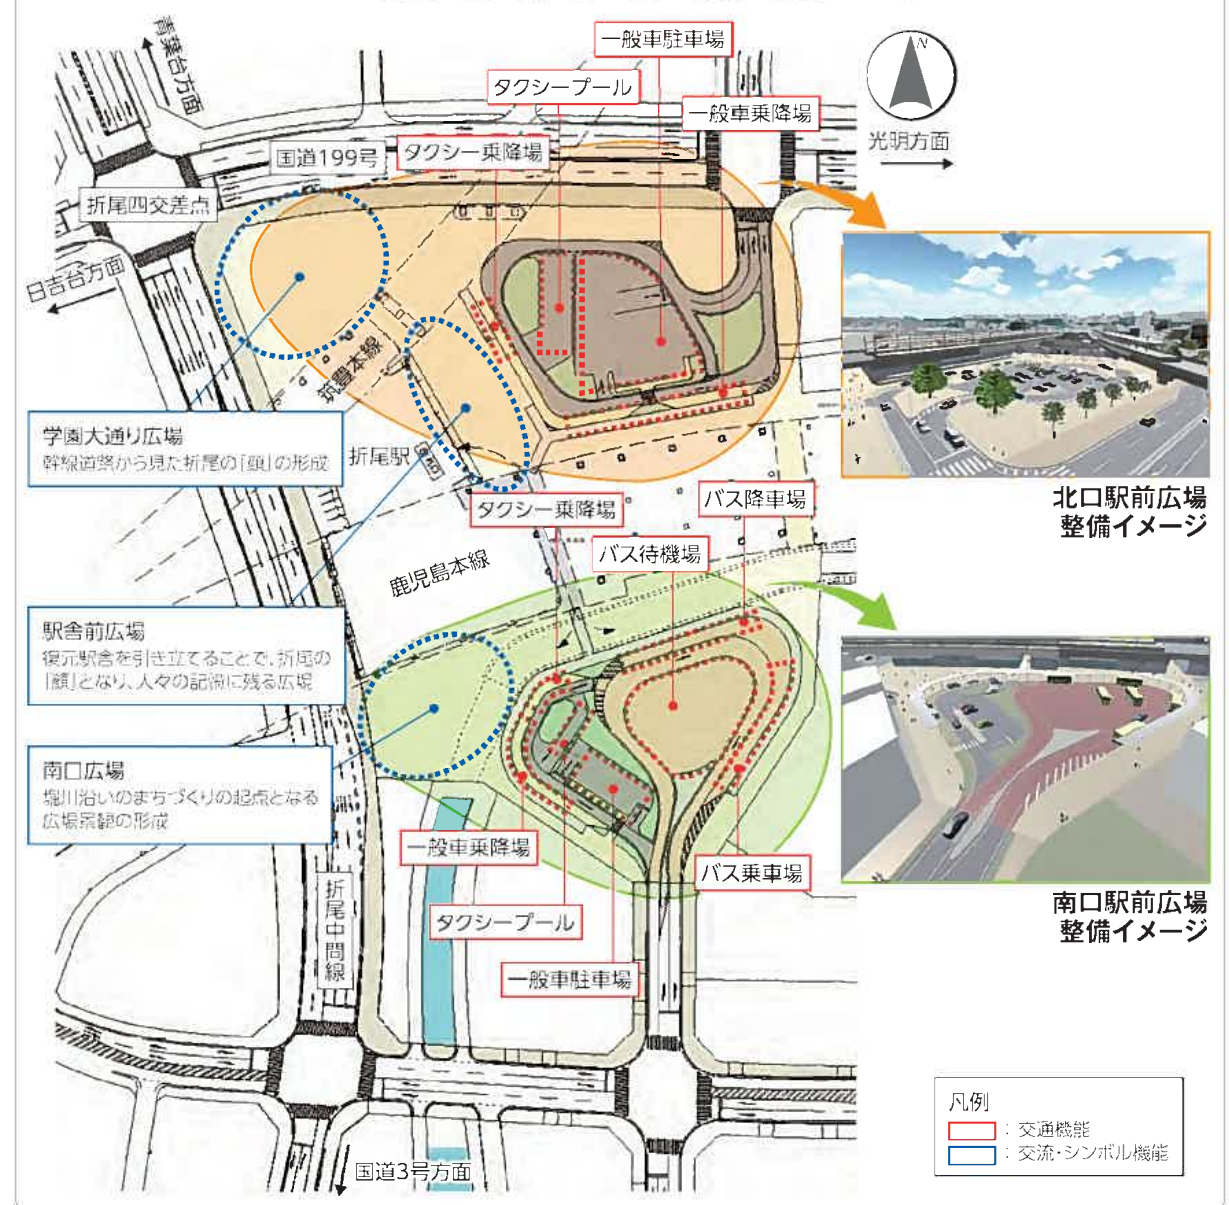 一般車駐車場
タクシープール
一般車乗降場
タクシー乗降場
N
光明方面
青葉台方面
国道199号
折尾四交差点
日吉台方面
筑豊本線
学園大通り広場
幹線道路から見た折尾の「顔」の形成
折尾駅
北口駅前広場
整備イメージ
タクシー乗降場
バス降車場
バス待機場
鹿児島本線
駅舎前広場
復元駅舎を引き立てることで、折尾の
「顔」となり、人々の記憶に残る広場
南口広場
堀川沿いのまちづくりの起点となる
広場景観の形成
一般車乗降場
タクシープール
一般車駐車場
バス乗車場
南口駅前広場
整備イメージ
折尾中間線
国道3号方面
凡例
：交通機能
：交流・シンボル機能